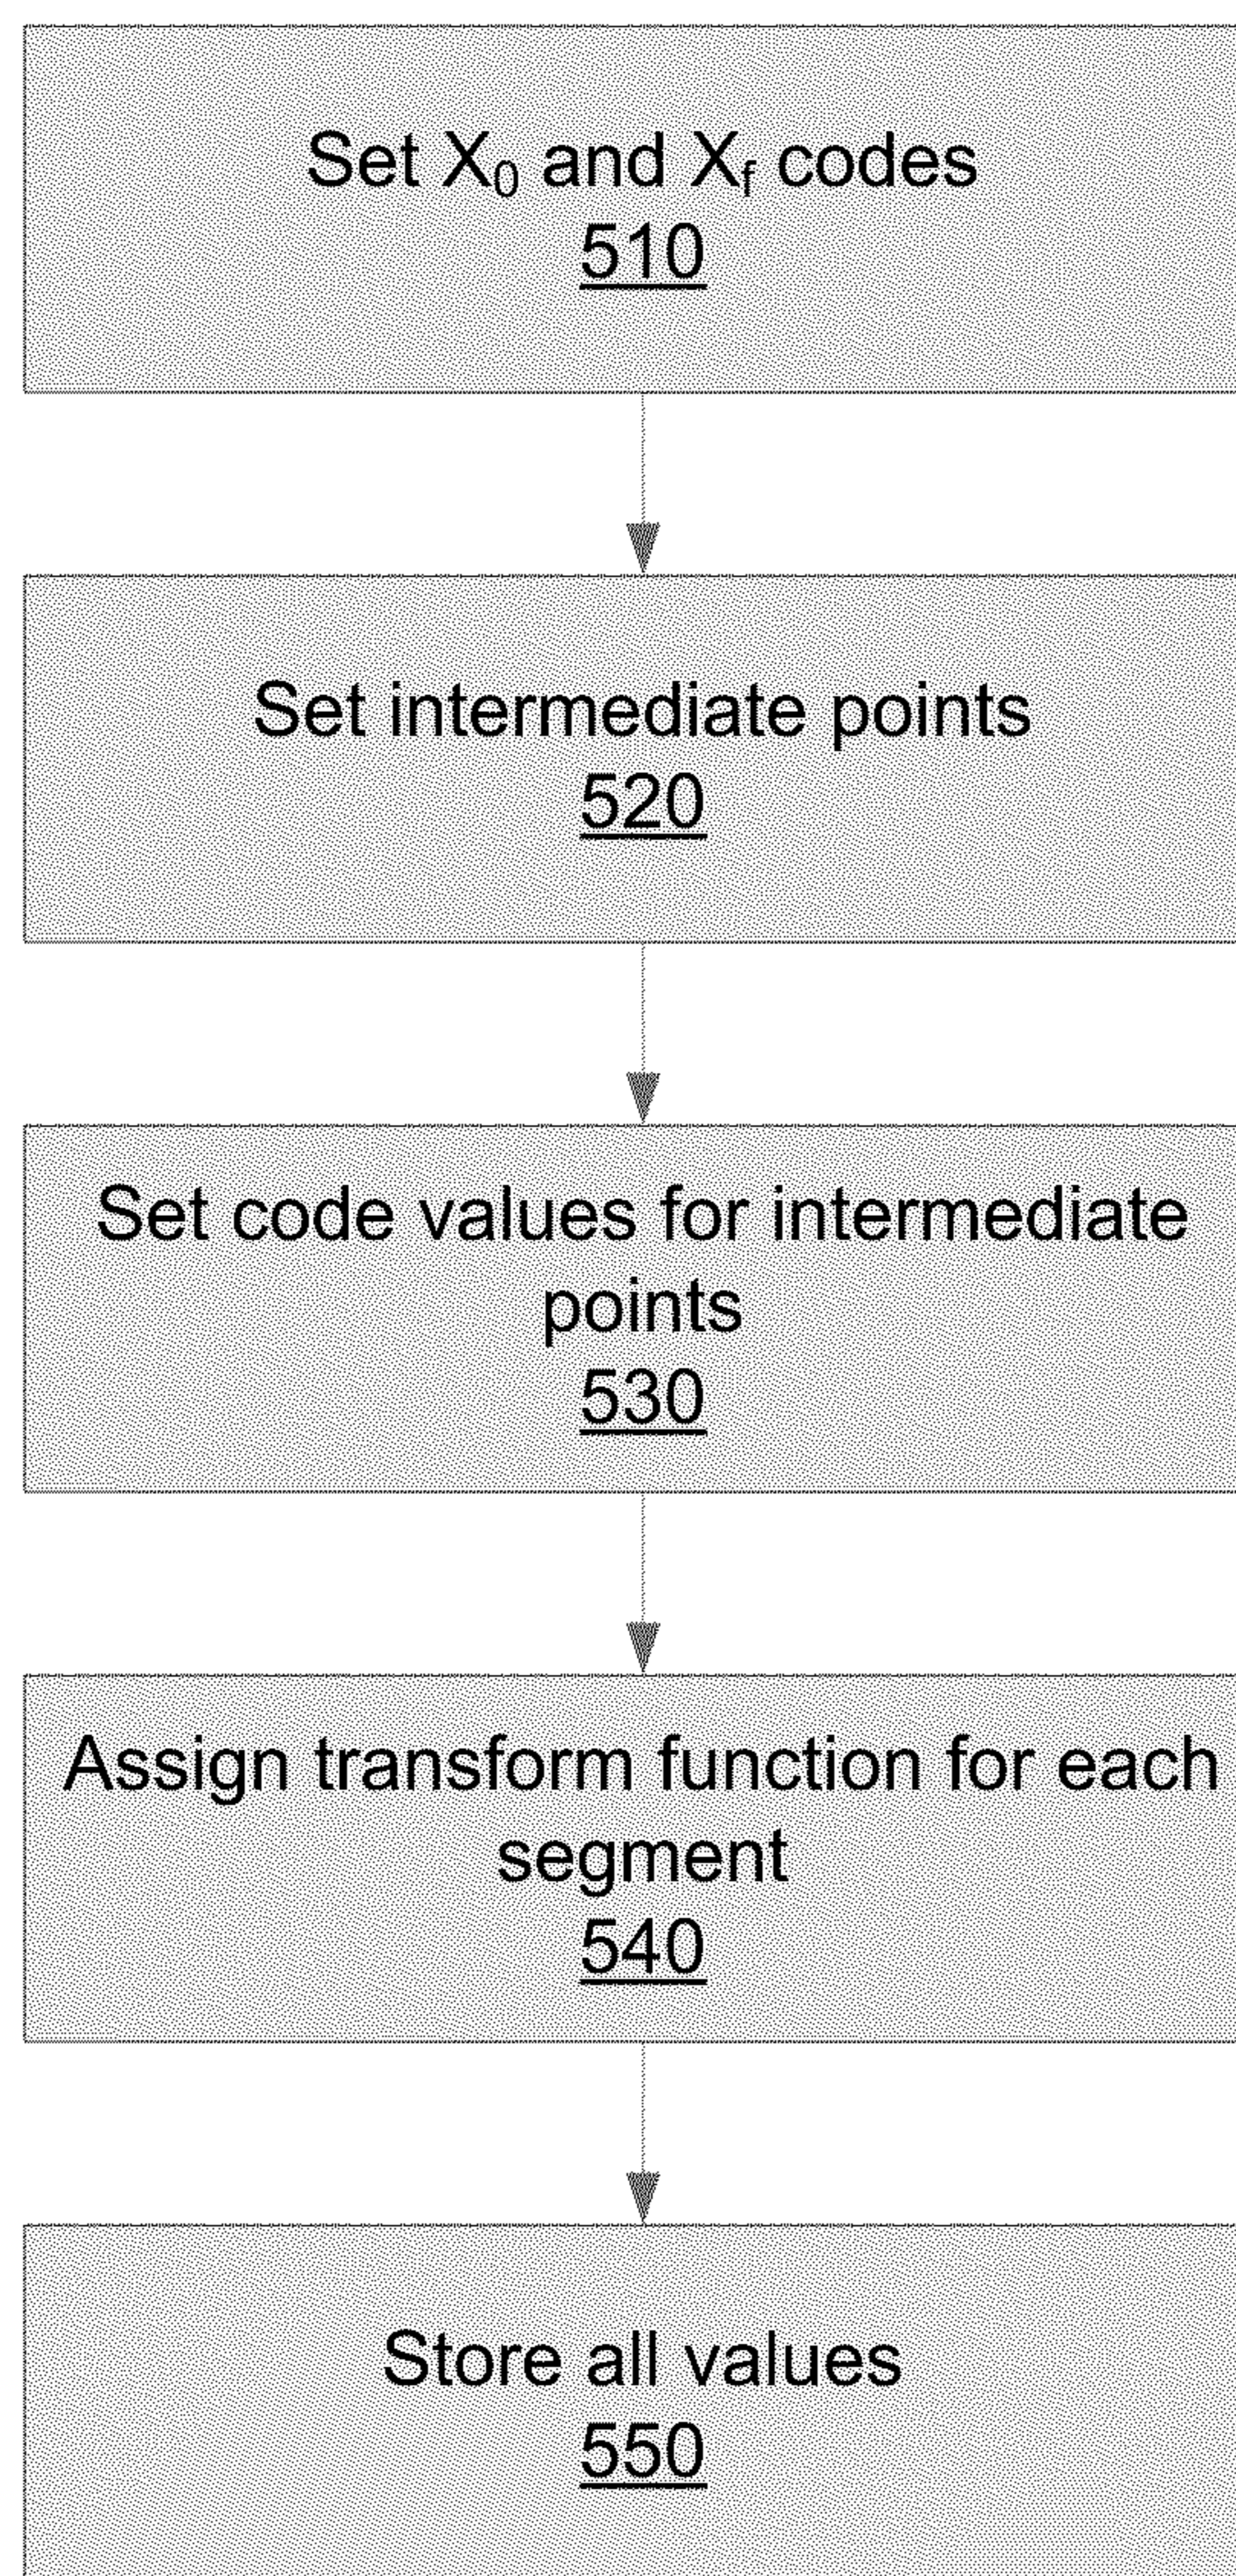 Set X₀ and Xf codes
510
Set intermediate points
520
Set code values for intermediate
points
530
Assign transform function for each
segment
540
Store all values
550